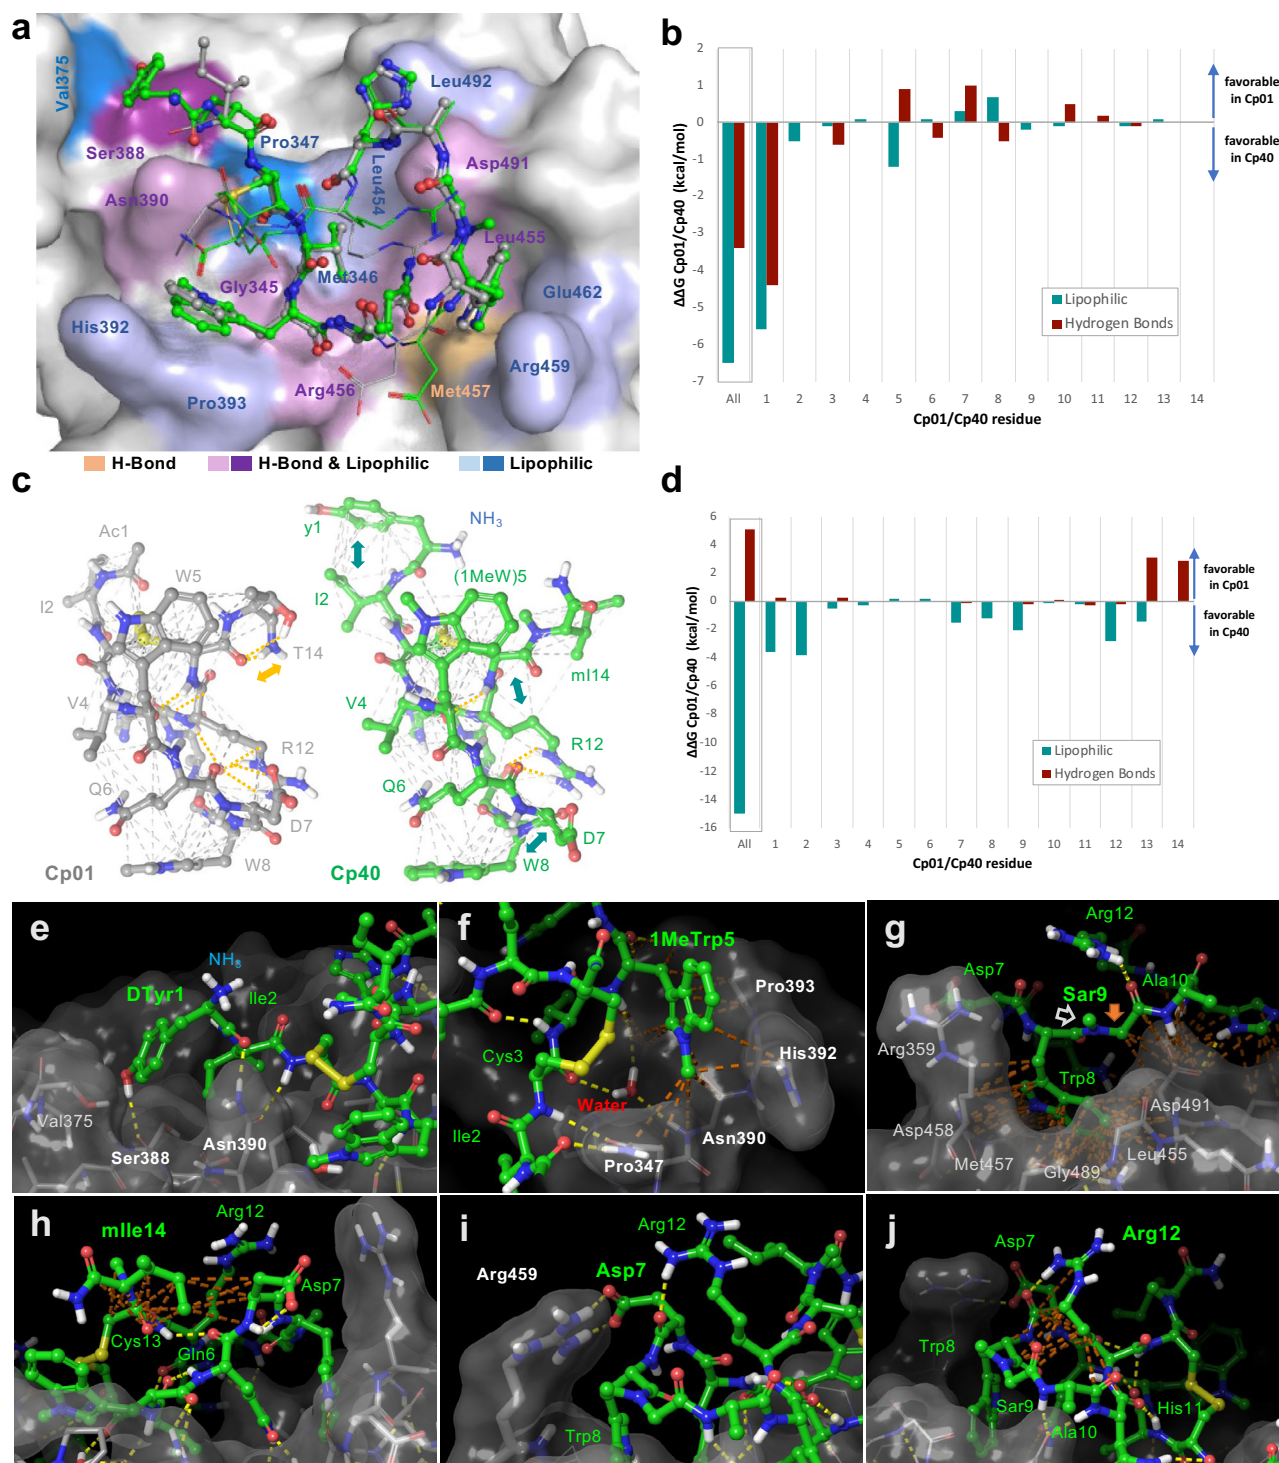 a
Val375
Leu492
Ser388
Pro347
Asn390
Leu454
Asp491
Leu455
Gly345
Met346
Glu462
His392
Arg459
Arg456
Met457
Pro393
H-Bond
H-Bond & Lipophilic
Lipophilic
b
2
1
0
-1
-2
-3
-4
-5
-6
-7
ΔΔG Cp01/Cp40 (kcal/mol)
favorable
in Cp01
favorable
in Cp40
Lipophilic
Hydrogen Bonds
All 1 2 3 4 5 6 7 8 9 10 11 12 13 14
Cp01/Cp40 residue
c
Ac1
W5
I2
T14
V4
R12
Q6
D7
W8
Cp01
y1
NH3
(1MeW)5
I2
mI14
V4
R12
Q6
D7
W8
Cp40
d
6
4
2
0
-2
-4
-6
-8
-10
-12
-14
-16
ΔΔG Cp01/Cp40 (kcal/mol)
favorable
in Cp01
favorable
in Cp40
Lipophilic
Hydrogen Bonds
All 1 2 3 4 5 6 7 8 9 10 11 12 13 14
Cp01/Cp40 residue
e
NH3
DTyr1
Ile2
Val375
Ser388
Asn390
f
1MeTrp5
Pro393
His392
Cys3
Water
Asn390
Ile2
Pro347
g
Arg12
Asp7
Ala10
Sar9
Arg359
Trp8
Asp491
Asp458
Leu455
Met457
Gly489
h
Arg12
mIle14
Asp7
Cys13
Gln6
i
Arg12
Arg459
Asp7
Trp8
j
Asp7
Arg12
Trp8
Sar9
His11
Ala10